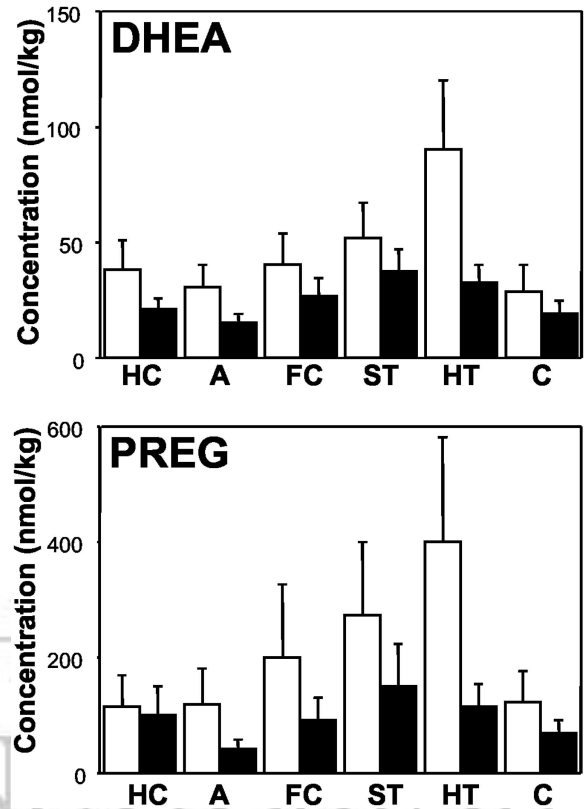 DHEA
Concentration (nmol/kg)
150
100
50
0
HC A FC ST HT C
PREG
Concentration (nmol/kg)
600
400
200
0
HC A FC ST HT C